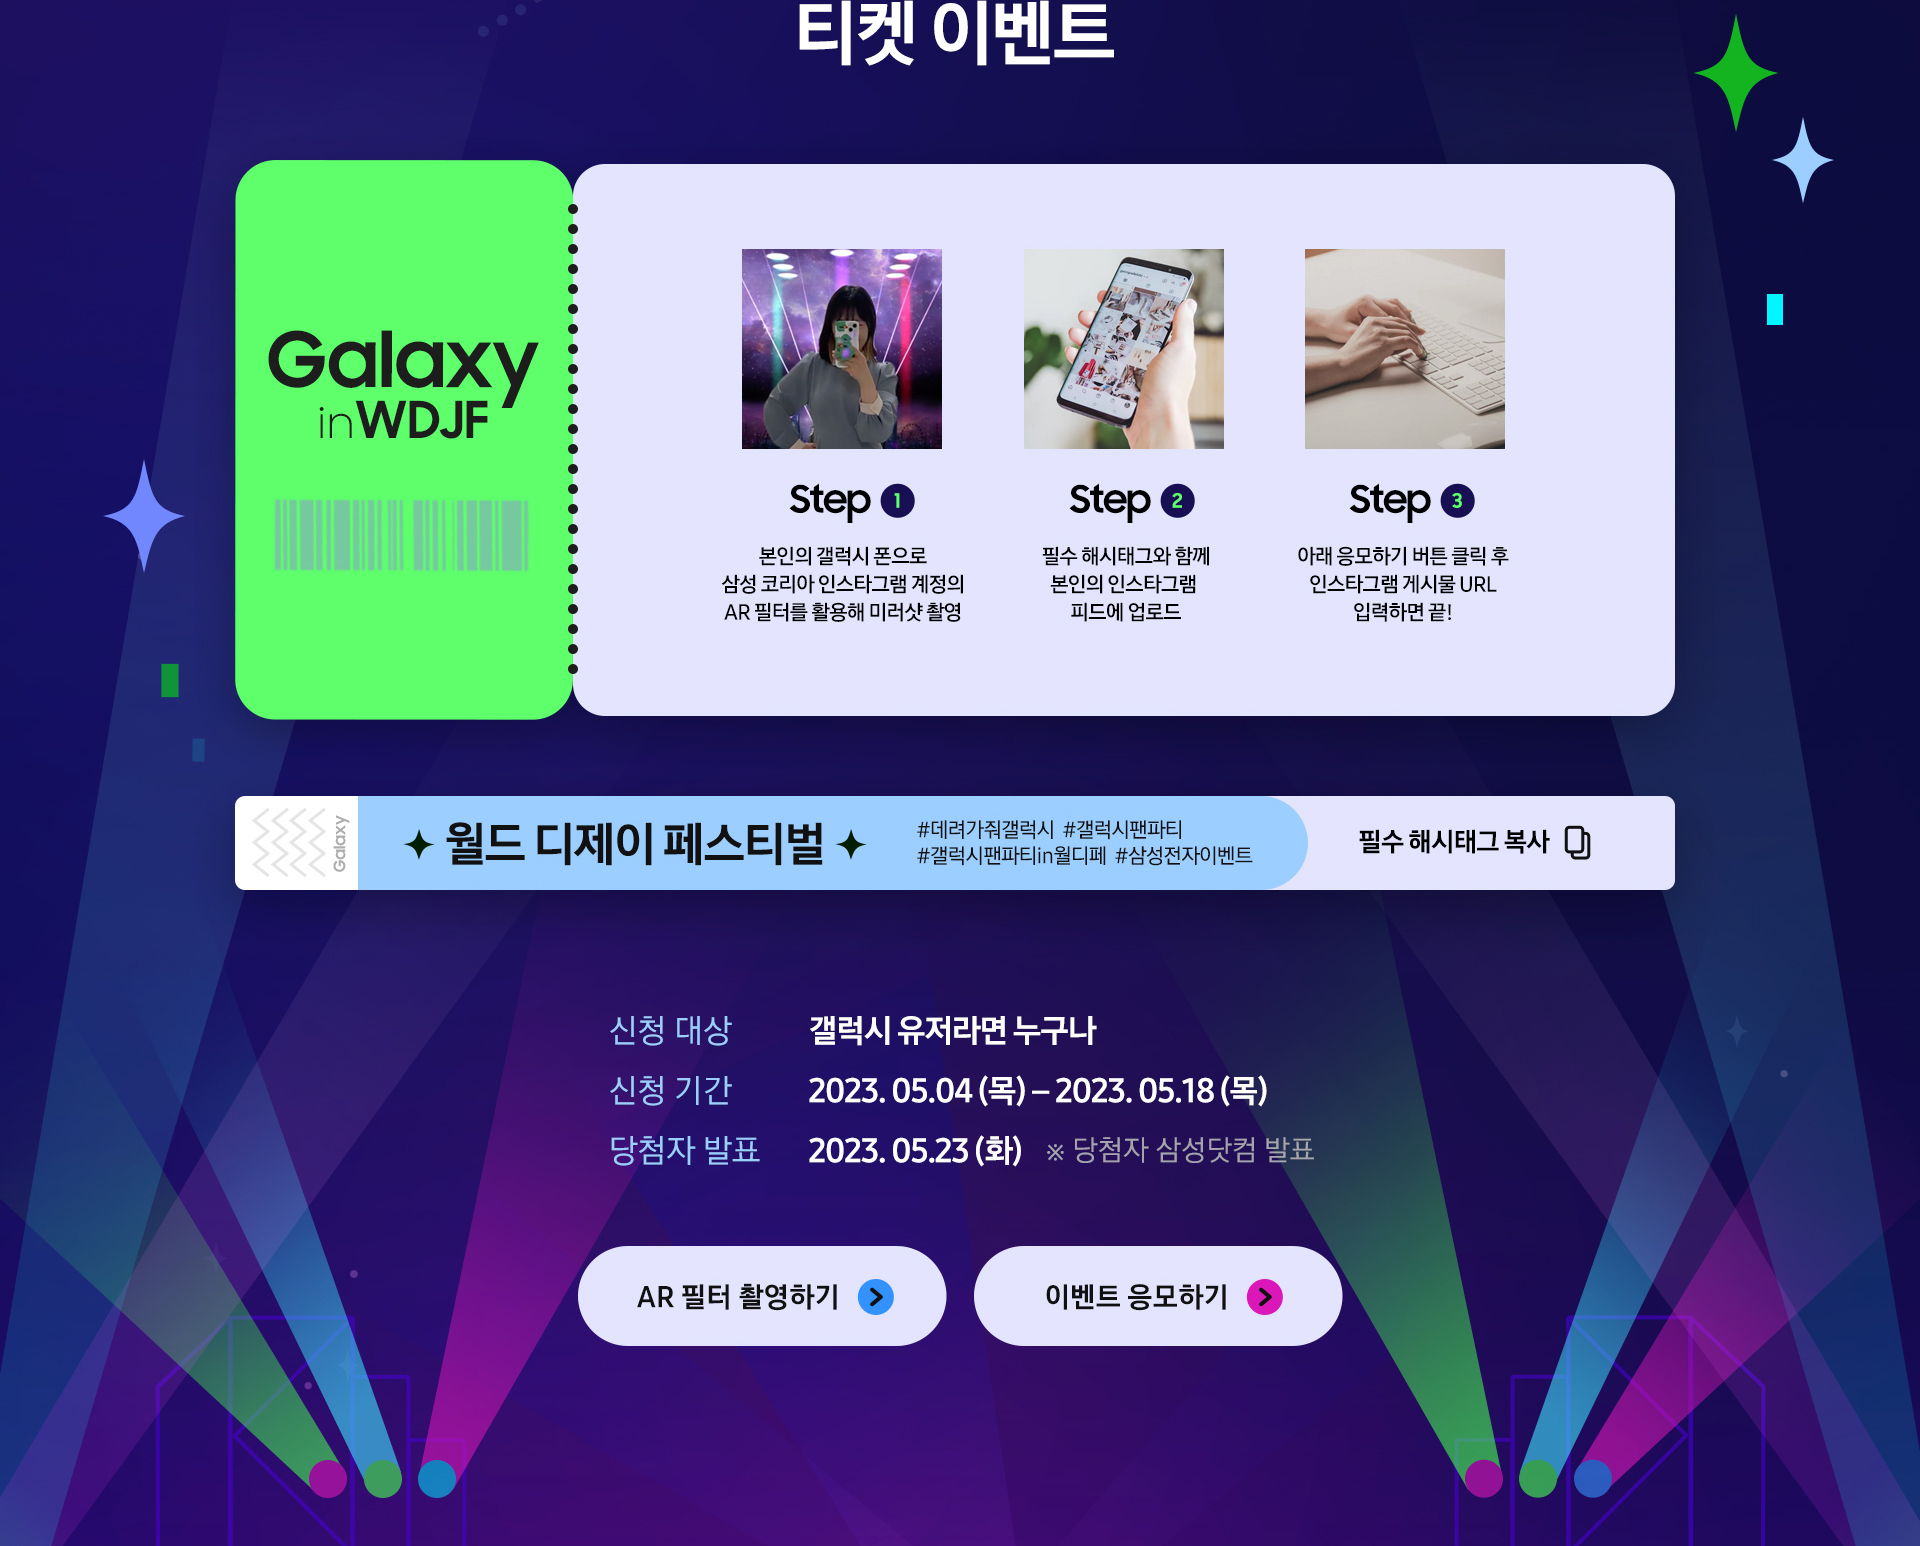 티켓 이벤트
Galaxy
inWDJF
Step 1
본인의 갤럭시 폰으로
삼성 코리아 인스타그램 계정의
AR 필터를 활용해 미러샷 촬영
Step 2
필수 해시태그와 함께
본인의 인스타그램
피드에 업로드
Step 3
아래 응모하기 버튼 클릭 후
인스타그램 게시물 URL
입력하면 끝!
Galaxy
월드 디제이 페스티벌
#데려가줘갤럭시 #갤럭시팬파티
#갤럭시팬파티in월디페 #삼성전자이벤트
필수 해시태그 복사
신청 대상 갤럭시 유저라면 누구나
신청 기간 2023. 05.04 (목) – 2023. 05.18 (목)
당첨자 발표 2023. 05.23 (화) ※ 당첨자 삼성닷컴 발표
AR 필터 촬영하기
이벤트 응모하기